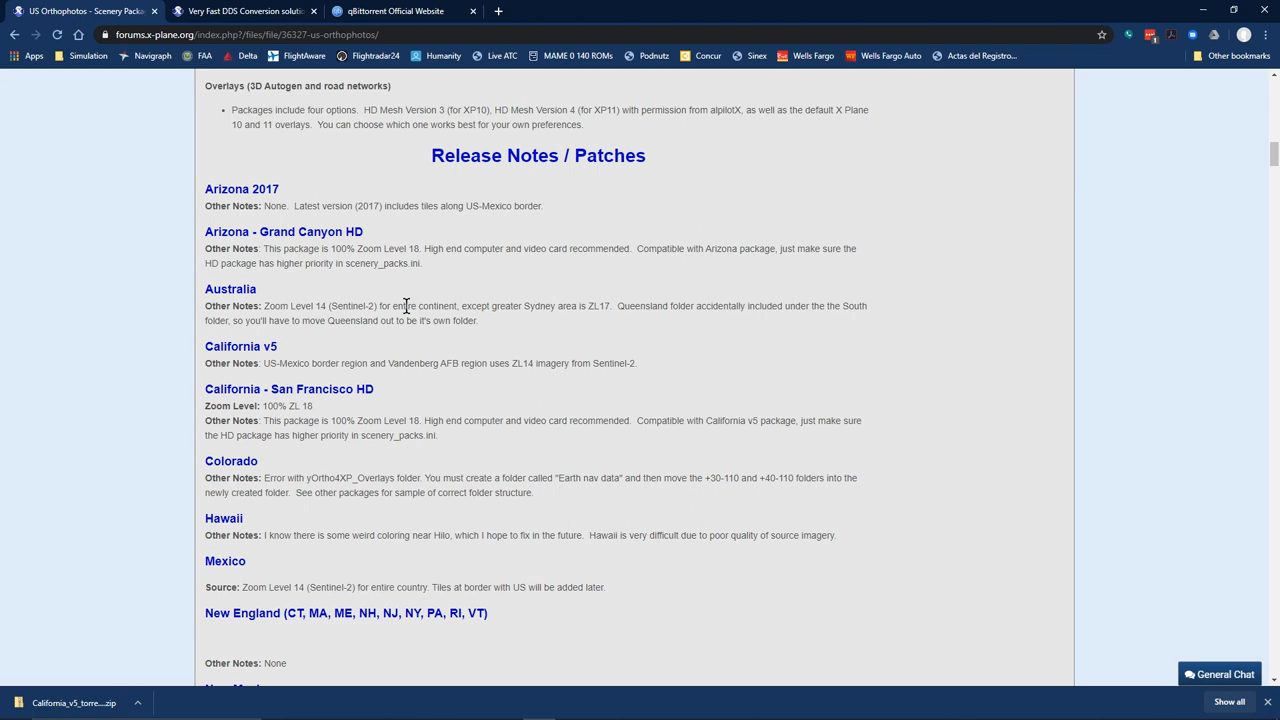 US Orthophotos - Scenery Packa
Very Fast DDS Conversion solutio
qBittorrent Official Website
forums.x-plane.org/index.php?/files/file/36327-us-orthophotos/
Apps
Simulation
Navigraph
FAA
Delta
FlightAware
Flightradar24
Humanity
Live ATC
MAME 0 140 ROMs
Podnutz
Concur
Sinex
Wells Fargo
Wells Fargo Auto
Actas del Registro...
Other bookmarks
Overlays (3D Autogen and road networks)
• Packages include four options. HD Mesh Version 3 (for XP10), HD Mesh Version 4 (for XP11) with permission from alpilotX, as well as the default X Plane
10 and 11 overlays. You can choose which one works best for your own preferences.
Release Notes / Patches
Arizona 2017
Other Notes: None. Latest version (2017) includes tiles along US-Mexico border.
Arizona - Grand Canyon HD
Other Notes: This package is 100% Zoom Level 18. High end computer and video card recommended. Compatible with Arizona package, just make sure the
HD package has higher priority in scenery_packs.ini.
Australia
Other Notes: Zoom Level 14 (Sentinel-2) for entire continent, except greater Sydney area is ZL17. Queensland folder accidentally included under the the South
folder, so you'll have to move Queensland out to be it's own folder.
California v5
Other Notes: US-Mexico border region and Vandenberg AFB region uses ZL14 imagery from Sentinel-2.
California - San Francisco HD
Zoom Level: 100% ZL 18
Other Notes: This package is 100% Zoom Level 18. High end computer and video card recommended. Compatible with California v5 package, just make sure
the HD package has higher priority in scenery_packs.ini.
Colorado
Other Notes: Error with yOrtho4XP_Overlays folder. You must create a folder called "Earth nav data" and then move the +30-110 and +40-110 folders into the
newly created folder. See other packages for sample of correct folder structure.
Hawaii
Other Notes: I know there is some weird coloring near Hilo, which I hope to fix in the future. Hawaii is very difficult due to poor quality of source imagery.
Mexico
Source: Zoom Level 14 (Sentinel-2) for entire country. Tiles at border with US will be added later.
New England (CT, MA, ME, NH, NJ, NY, PA, RI, VT)
Other Notes: None
General Chat
California_v5_torre....zip
Show all